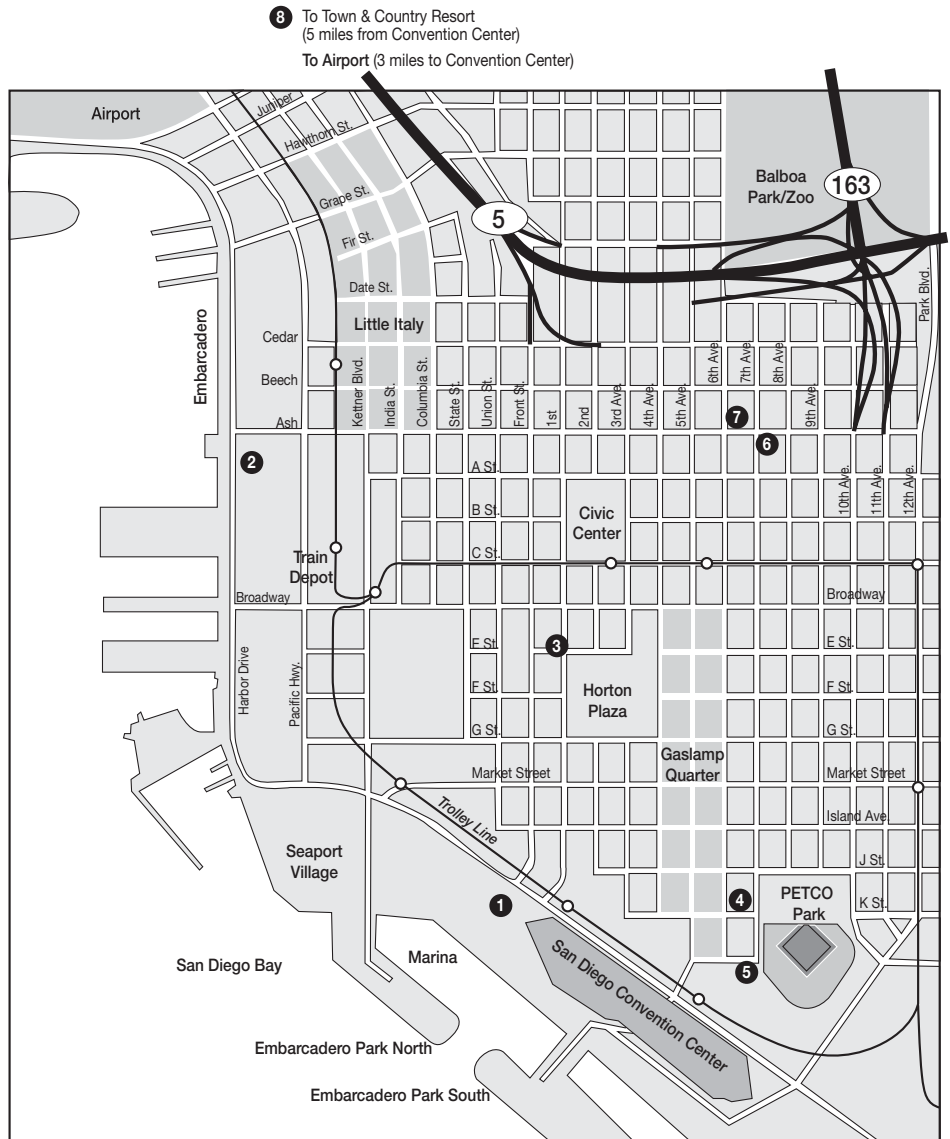 8 To Town & Country Resort
(5 miles from Convention Center)
To Airport (3 miles to Convention Center)
Airport
Juniper
Hawthorn St.
Balboa
Park/Zoo
163
5
Grape St.
Fir St.
Date St.
Park Blvd.
Embarcadero
Little Italy
Cedar
Beech
Ash
Kettner Blvd.
India St.
Columbia St.
State St.
Union St.
Front St.
1st
2nd
3rd Ave.
4th Ave.
5th Ave.
6th Ave.
7th Ave.
8th Ave.
9th Ave.
7
6
2
A St.
10th Ave.
11th Ave.
12th Ave.
B St.
Civic
Center
C St.
Train
Depot
Broadway
Broadway
E St.
3
E St.
Harbor Drive
Pacific Hwy.
F St.
Horton
Plaza
F St.
G St.
G St.
Gaslamp
Quarter
Market Street
Market Street
Trolley Line
Island Ave.
Seaport
Village
J St.
1
4
PETCO
Park
K St.
San Diego Bay
Marina
5
San Diego Convention Center
Embarcadero Park North
Embarcadero Park South